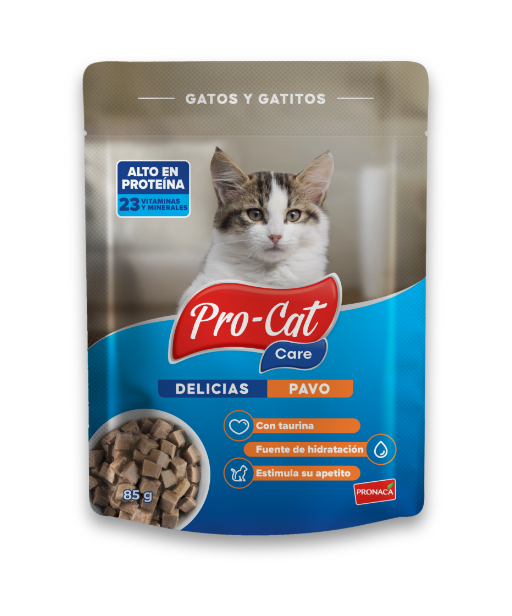 GATOS Y GATITOS
ALTO EN
PROTEÍNA
23 VITAMINAS
Y MINERALES
Pro-Cat
Care
DELICIAS PAVO
Con taurina
Fuente de hidratación
Estimula su apetito
85 g
PRONACA